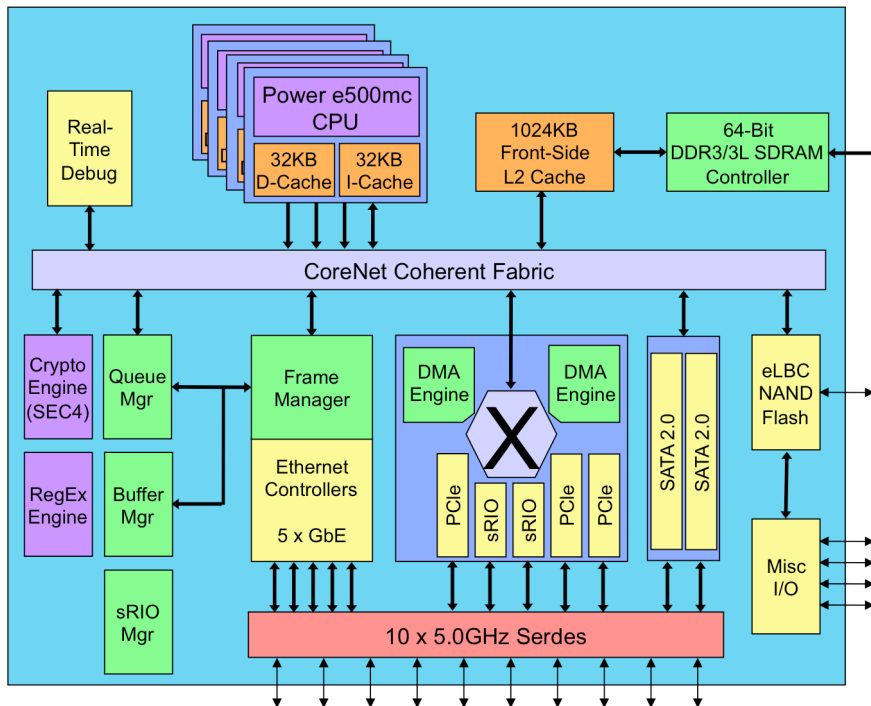 Power e500mc
CPU
32KB
D-Cache
32KB
I-Cache
Real-
Time
Debug
1024KB
Front-Side
L2 Cache
64-Bit
DDR3/3L SDRAM
Controller
CoreNet Coherent Fabric
Crypto
Engine
(SEC4)
Queue
Mgr
Frame
Manager
DMA
Engine
DMA
Engine
X
SATA 2.0
SATA 2.0
eLBC
NAND
Flash
RegEx
Engine
Buffer
Mgr
Ethernet
Controllers
5 x GbE
PCIe
sRIO
sRIO
PCIe
PCIe
Misc
I/O
sRIO
Mgr
10 x 5.0GHz Serdes